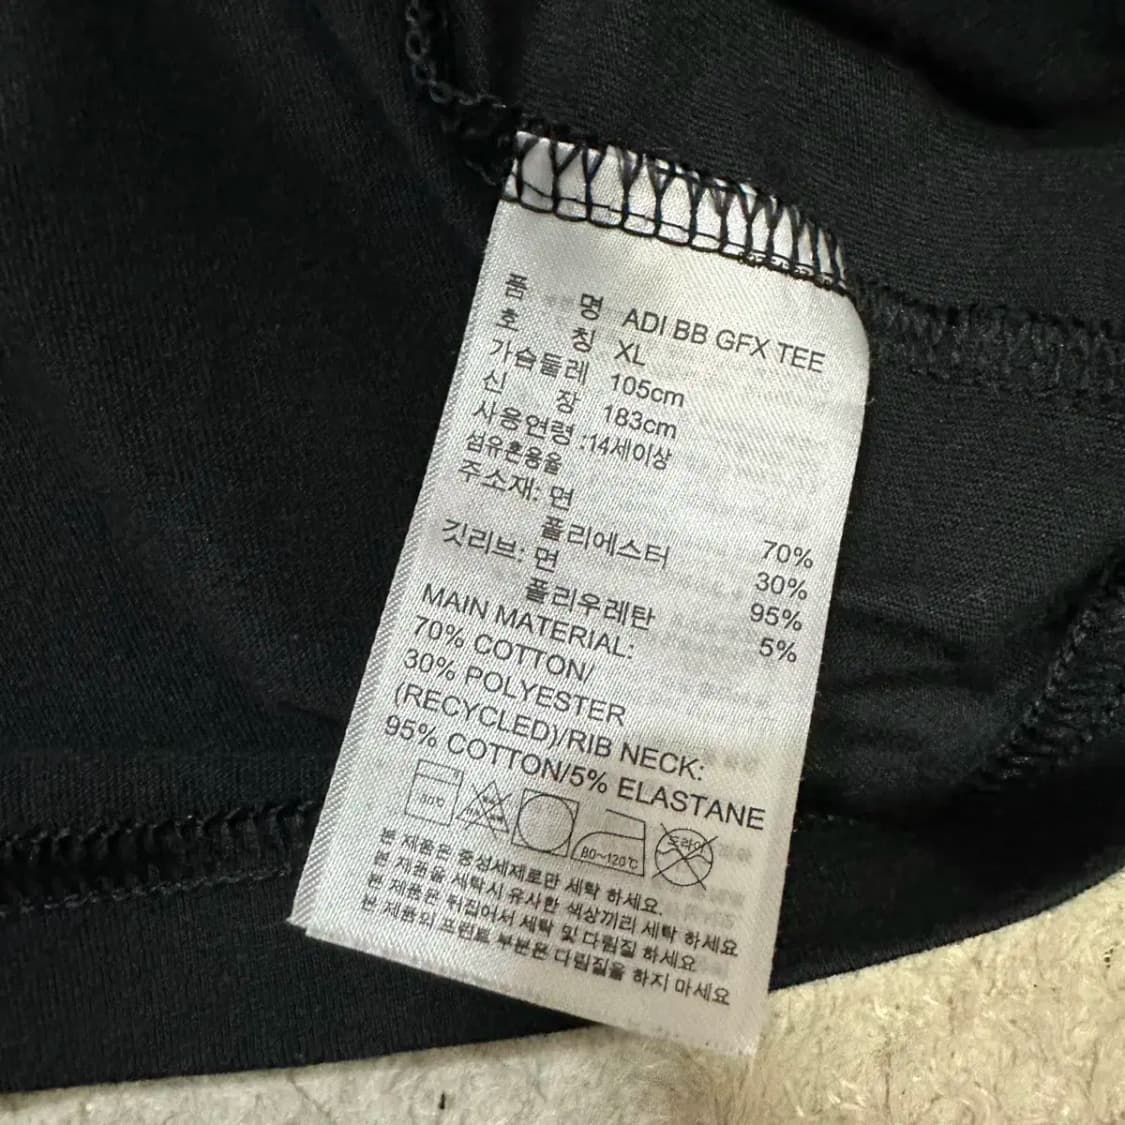 품 명 ADI BB GFX TEE
호 칭 XL
가슴둘레 105cm
신 장 183cm
사용연령 :14세이상
섬유혼용율
주소재: 면 70%
폴리에스터 30%
깃리브: 면 95%
폴리우레탄 5%
MAIN MATERIAL:
70% COTTON/
30% POLYESTER
(RECYCLED)/RIB NECK:
95% COTTON/5% ELASTANE
30℃ 80~120℃ 드라이
본 제품은 중성세제로만 세탁 하세요.
본 제품을 세탁시 유사한 색상끼리 세탁 하세요
본 제품은 뒤집어서 세탁 및 다림질 하세요
본 제품의 프린트 부분은 다림질을 하지 마세요